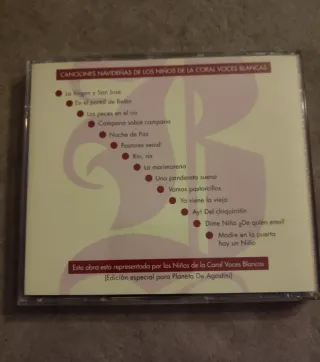 CANCIONES NAVIDEÑAS DE LOS NIÑOS DE LA CORAL VOCES BLANCAS
La Virgen y San José
En el portal de Belén
Los peces en el río
Campana sobre campana
Noche de Paz
Pastores venid
Rin, rin
La marimorena
Una pandereta suena
Vamos pastorcillos
Ya viene la vieja
Ay! Del chiquirritín
Dime Niño ¿De quién eres?
Madre en la puerta
hay un Niño
Esta obra esta representada por los Niños de la Coral Voces Blancas
(Edición especial para Planeta De Agostini)